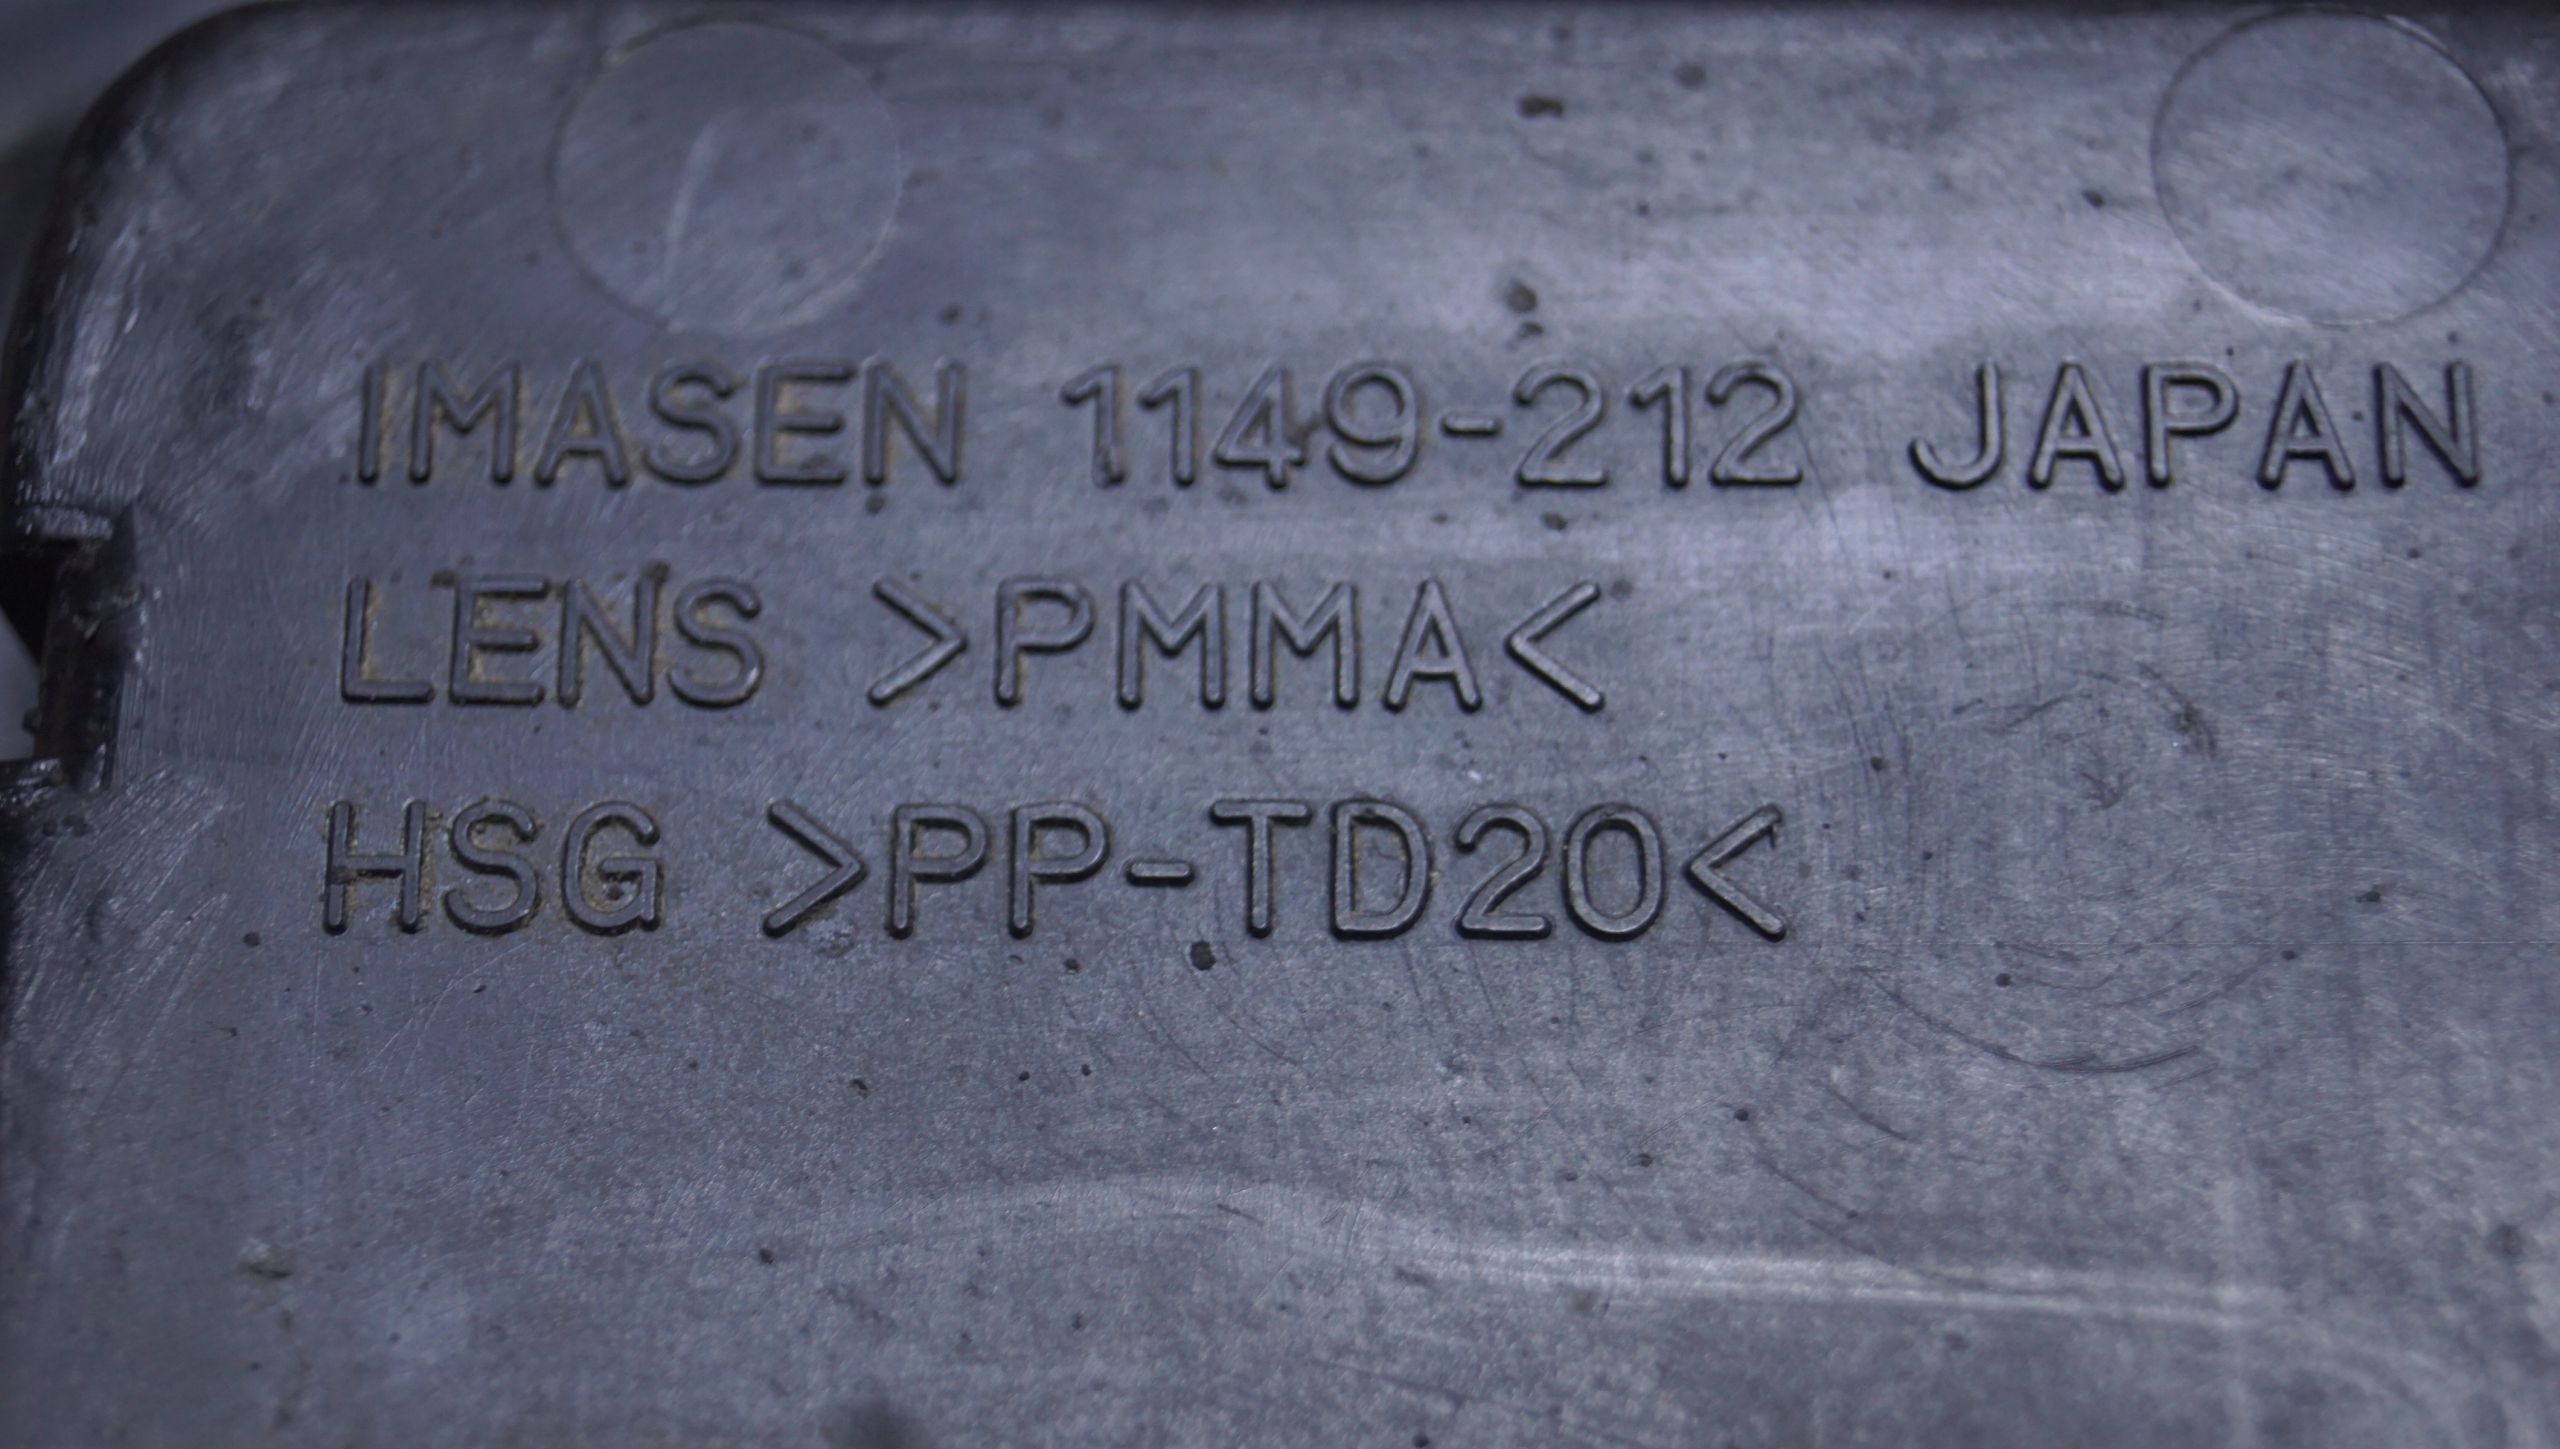 IMASEN 1149-212 JAPAN
LENS >PMMA<
HSG >PP-TD20<